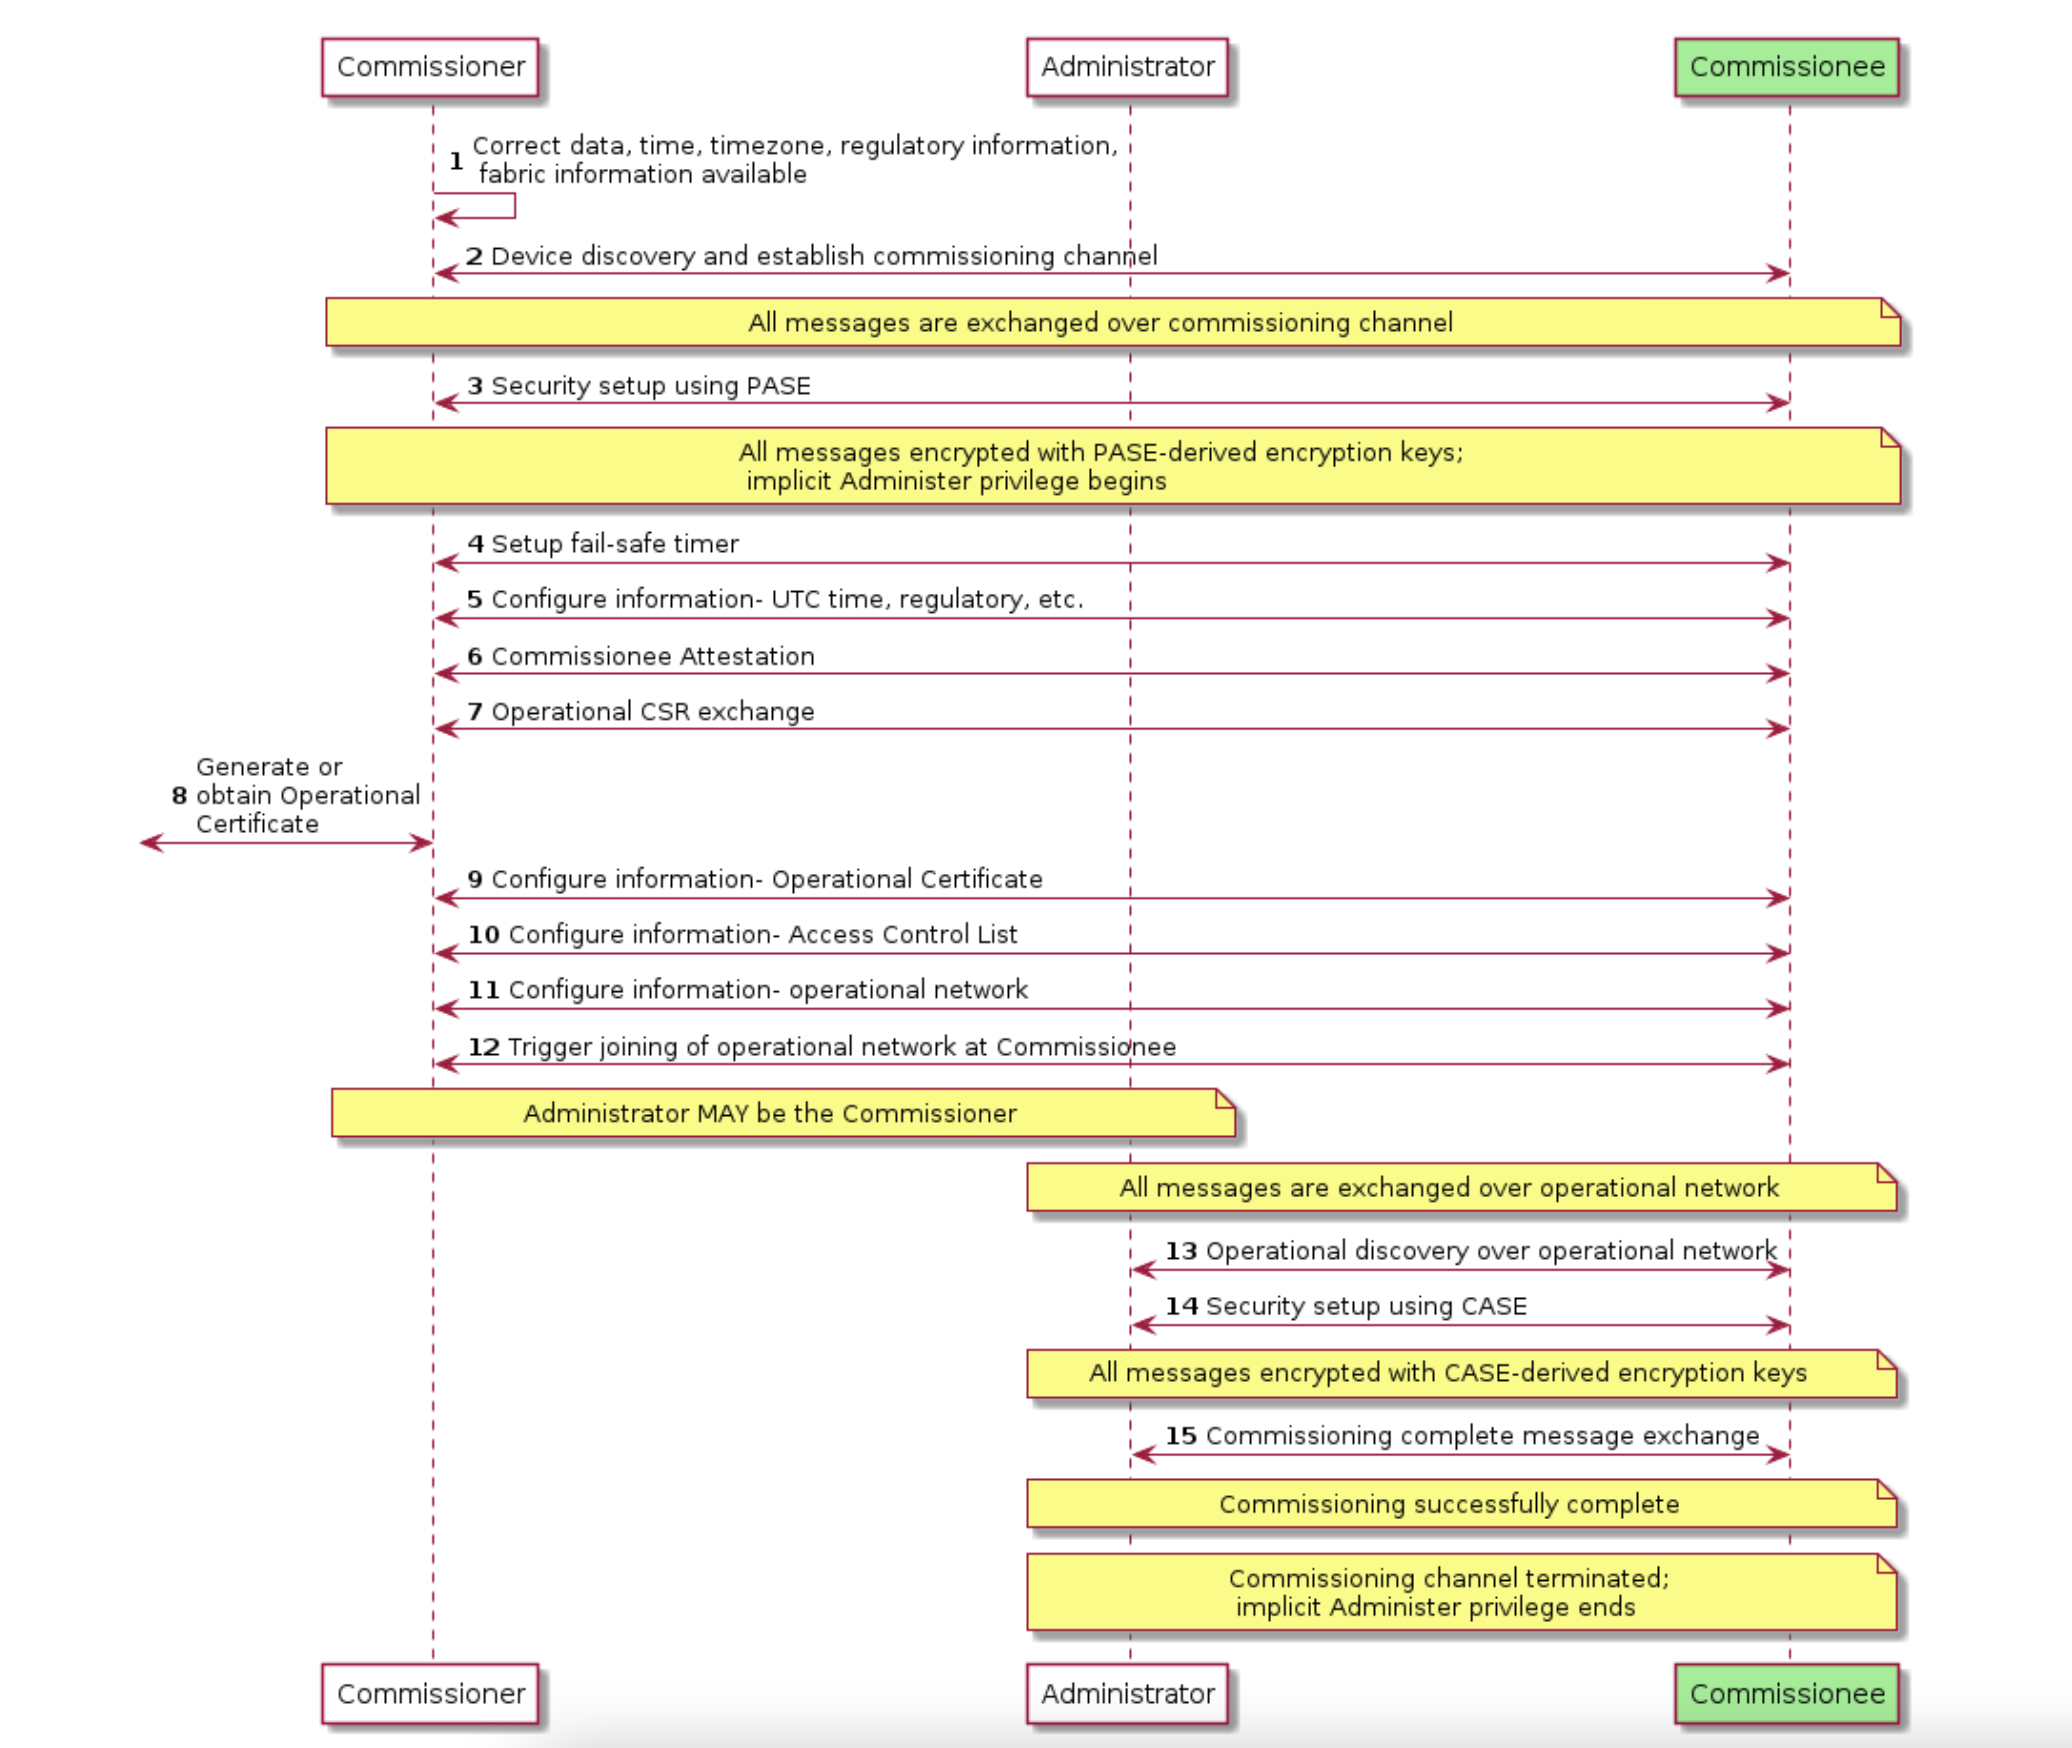 Commissioner
Administrator
Commissionee
1 Correct data, time, timezone, regulatory information,
fabric information available
2 Device discovery and establish commissioning channel
All messages are exchanged over commissioning channel
3 Security setup using PASE
All messages encrypted with PASE-derived encryption keys;
implicit Administer privilege begins
4 Setup fail-safe timer
5 Configure information- UTC time, regulatory, etc.
6 Commissionee Attestation
7 Operational CSR exchange
Generate or
8 obtain Operational
Certificate
9 Configure information- Operational Certificate
10 Configure information- Access Control List
11 Configure information- operational network
12 Trigger joining of operational network at Commissionee
Administrator MAY be the Commissioner
All messages are exchanged over operational network
13 Operational discovery over operational network
14 Security setup using CASE
All messages encrypted with CASE-derived encryption keys
15 Commissioning complete message exchange
Commissioning successfully complete
Commissioning channel terminated;
implicit Administer privilege ends
Commissioner
Administrator
Commissionee